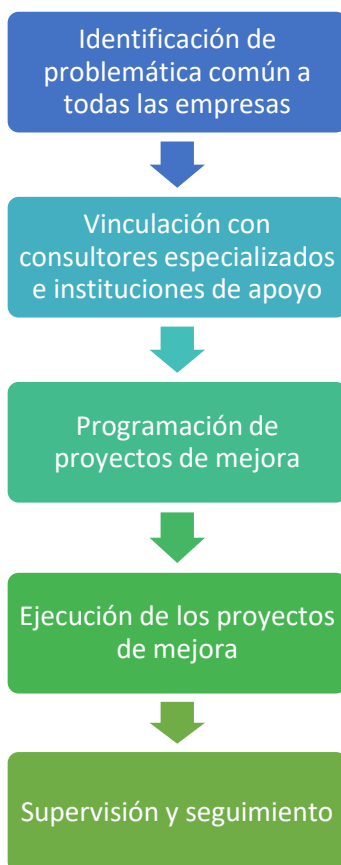 Identificación de
problemática común a
todas las empresas
Vinculación con
consultores especializados
e instituciones de apoyo
Programación de
proyectos de mejora
Ejecución de los proyectos
de mejora
Supervisión y seguimiento